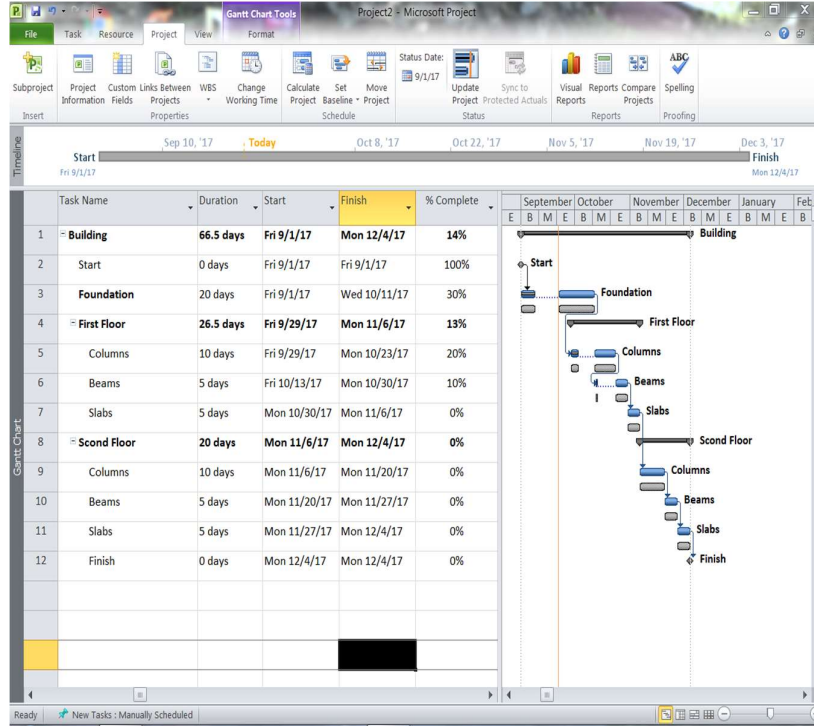 Gantt Chart Tools
Project2 - Microsoft Project
File Task Resource Project View Format
Subproject
Project Information
Custom Fields
Links Between Projects
WBS
Change Working Time
Calculate Project
Set Baseline
Move Project
Status Date:
9/1/17
Update Project
Sync to Protected Actuals
Visual Reports
Reports
Compare Projects
ABC
Spelling
Insert Properties Schedule Status Reports Proofing
Timeline
Sep 10, '17 Today Oct 8, '17 Oct 22, '17 Nov 5, '17 Nov 19, '17 Dec 3, '17
Start Finish
Fri 9/1/17 Mon 12/4/17
Task Name Duration Start Finish % Complete
September October November December January Feb
E B M E B M E B M E B M E B M E B
1 Building 66.5 days Fri 9/1/17 Mon 12/4/17 14% Building
2 Start 0 days Fri 9/1/17 Fri 9/1/17 100% Start
3 Foundation 20 days Fri 9/1/17 Wed 10/11/17 30% Foundation
4 First Floor 26.5 days Fri 9/29/17 Mon 11/6/17 13% First Floor
5 Columns 10 days Fri 9/29/17 Mon 10/23/17 20% Columns
6 Beams 5 days Fri 10/13/17 Mon 10/30/17 10% Beams
7 Slabs 5 days Mon 10/30/17 Mon 11/6/17 0% Slabs
8 Scond Floor 20 days Mon 11/6/17 Mon 12/4/17 0% Scond Floor
9 Columns 10 days Mon 11/6/17 Mon 11/20/17 0% Columns
10 Beams 5 days Mon 11/20/17 Mon 11/27/17 0% Beams
11 Slabs 5 days Mon 11/27/17 Mon 12/4/17 0% Slabs
12 Finish 0 days Mon 12/4/17 Mon 12/4/17 0% Finish
Gantt Chart
Ready New Tasks : Manually Scheduled